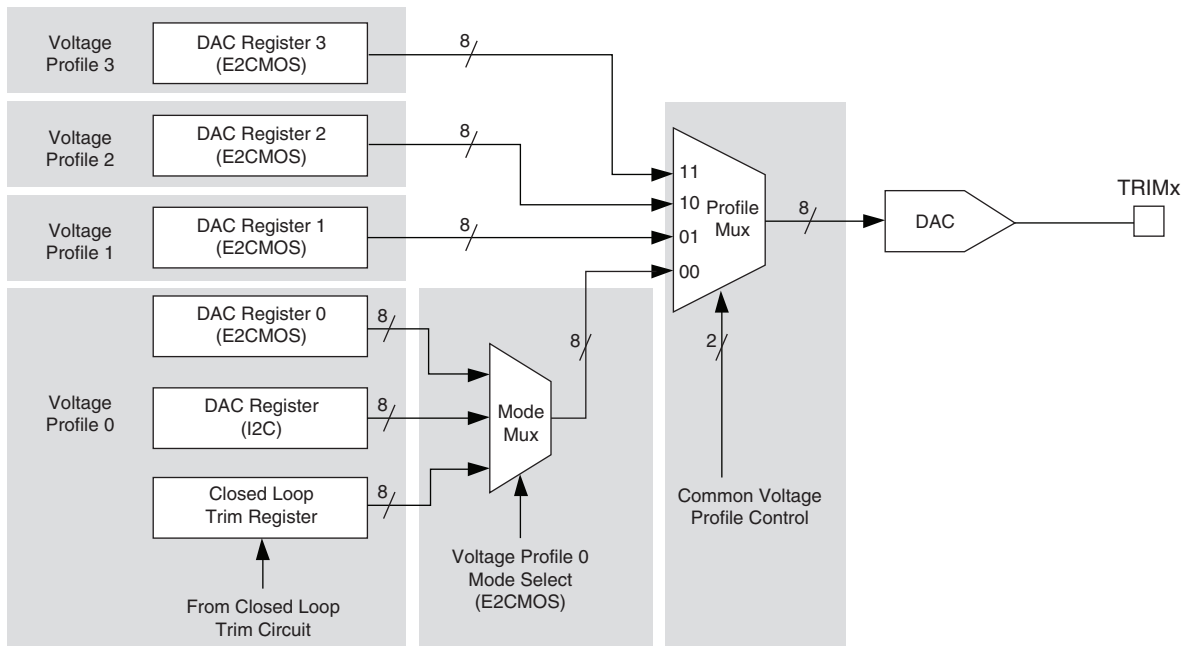 Voltage
Profile 3
DAC Register 3
(E2CMOS)
8
Voltage
Profile 2
DAC Register 2
(E2CMOS)
8
Voltage
Profile 1
DAC Register 1
(E2CMOS)
8
Voltage
Profile 0
DAC Register 0
(E2CMOS)
8
DAC Register
(I2C)
8
Closed Loop
Trim Register
8
From Closed Loop
Trim Circuit
Mode
Mux
8
Voltage Profile 0
Mode Select
(E2CMOS)
11
10
01
00
Profile
Mux
2
Common Voltage
Profile Control
8
DAC
TRIMx